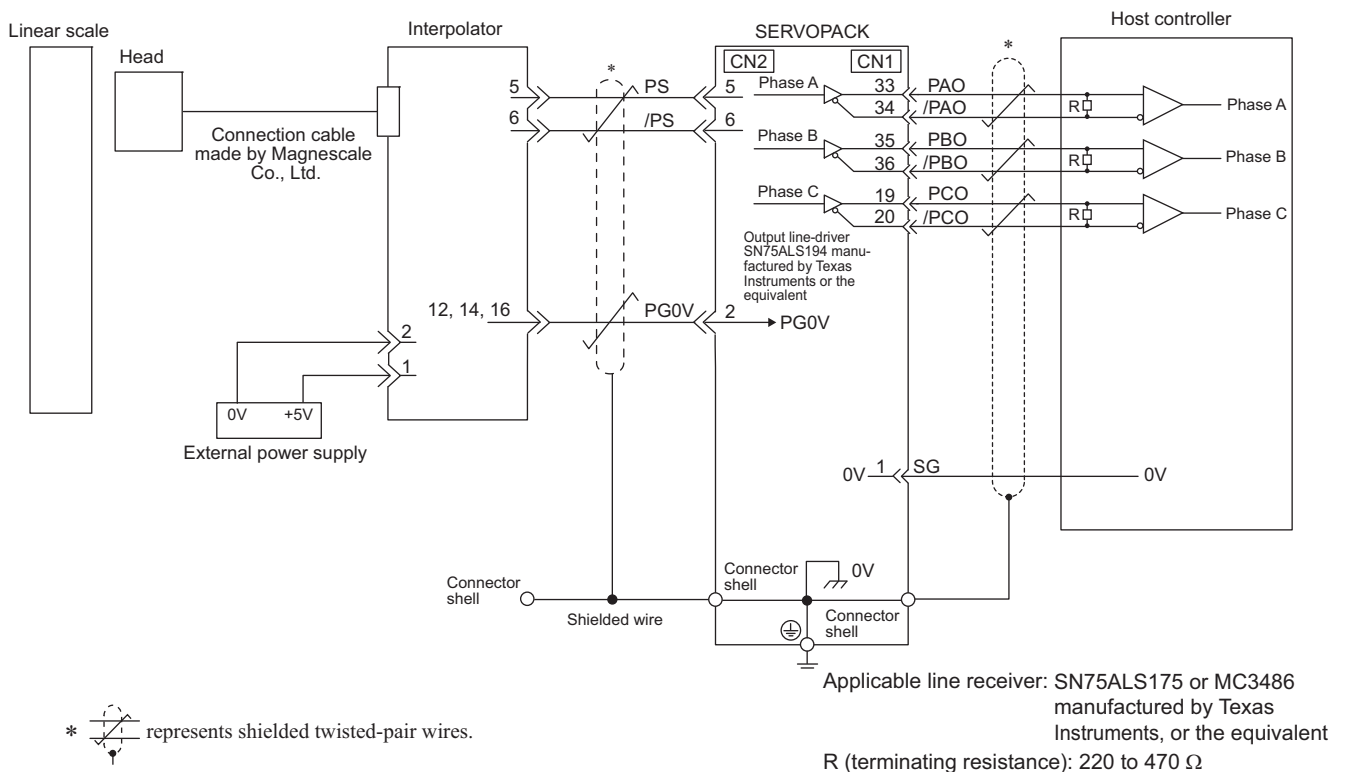 Linear scale
Head
Connection cable
made by Magnescale
Co., Ltd.
Interpolator
5
6
12, 14, 16
2
1
0V +5V
External power supply
*
PS
/PS
PG0V
SERVOPACK
CN2
CN1
5
6
2
PG0V
Phase A
Phase B
Phase C
33 PAO
34 /PAO
35 PBO
36 /PBO
19 PCO
20 /PCO
Output line-driver
SN75ALS194 manu-
factured by Texas
Instruments or the
equivalent
*
Host controller
R
R
R
Phase A
Phase B
Phase C
0V 1 SG
0V
Connector
shell
Shielded wire
Connector
shell
0V
Connector
shell
Applicable line receiver: SN75ALS175 or MC3486
manufactured by Texas
Instruments, or the equivalent
R (terminating resistance): 220 to 470 Ω
* represents shielded twisted-pair wires.